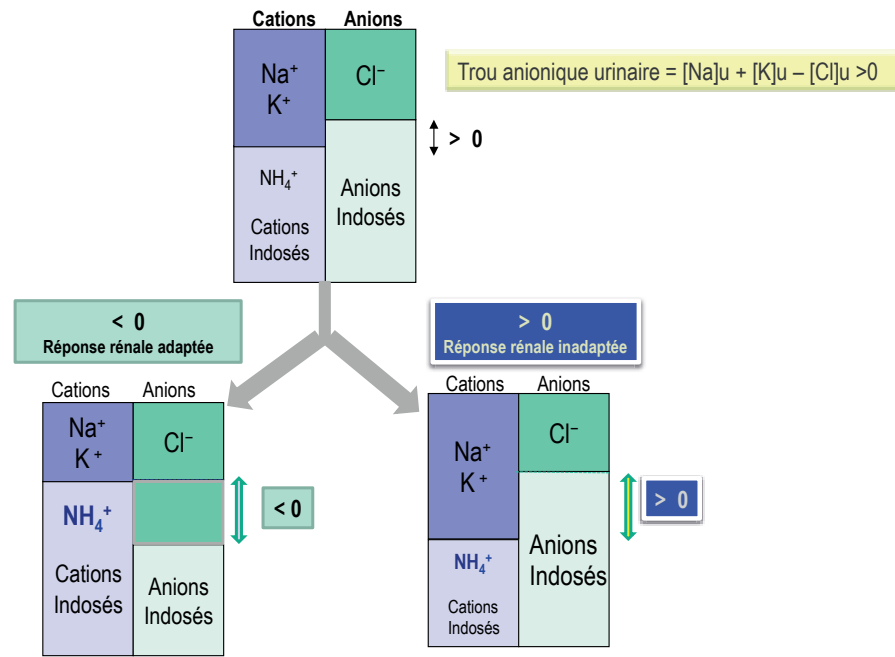 Cations Anions
Na⁺
K⁺
Cl⁻
Trou anionique urinaire = [Na]u + [K]u – [Cl]u >0
> 0
NH₄⁺
Cations
Indosés
Anions
Indosés
< 0
Réponse rénale adaptée
> 0
Réponse rénale inadaptée
Cations Anions
Na⁺
K⁺
Cl⁻
NH₄⁺
< 0
Cations
Indosés
Anions
Indosés
Cations Anions
Na⁺
K⁺
Cl⁻
> 0
NH₄⁺
Cations
Indosés
Anions
Indosés